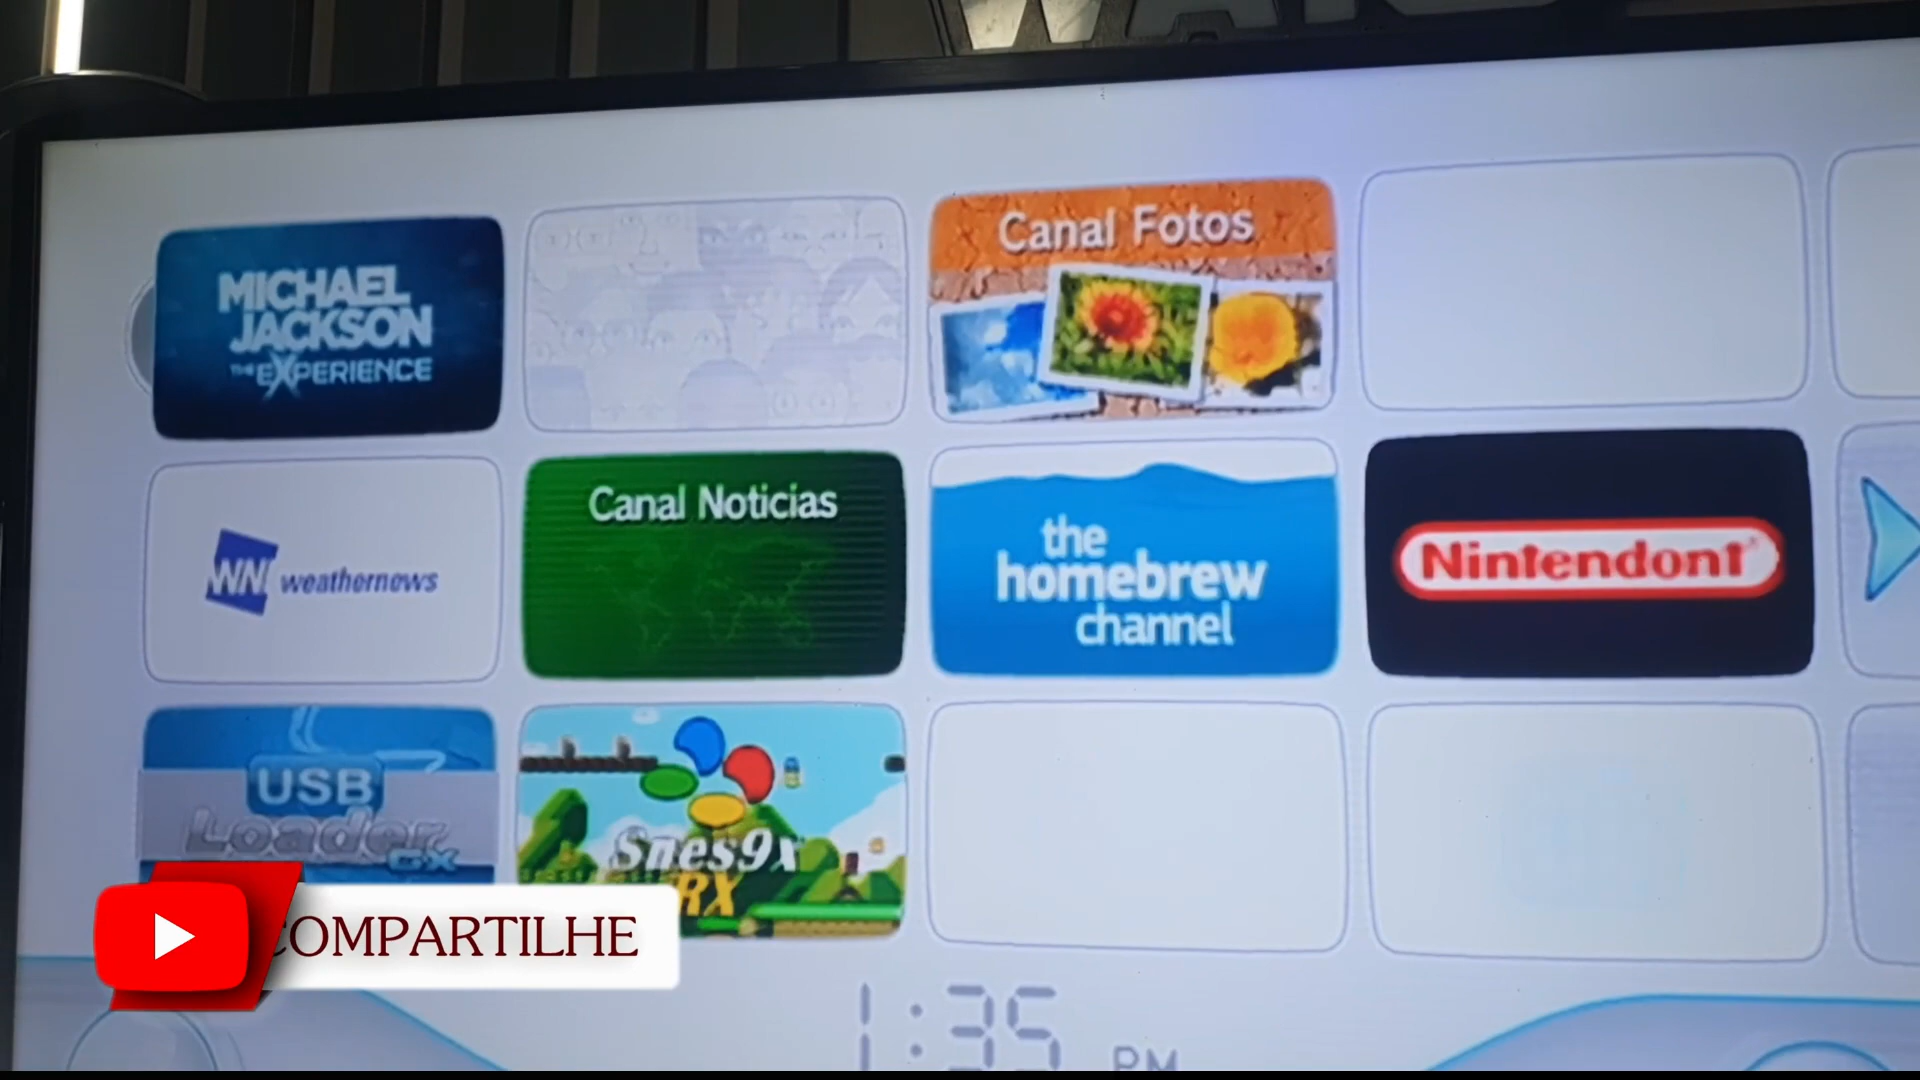 MICHAEL
JACKSON
THE EXPERIENCE
Canal Fotos
WNI weathernews
Canal Noticias
the
homebrew
channel
Nintendont
USB
Loader
GX
Snes9x
RX
COMPARTILHE
1:35 PM